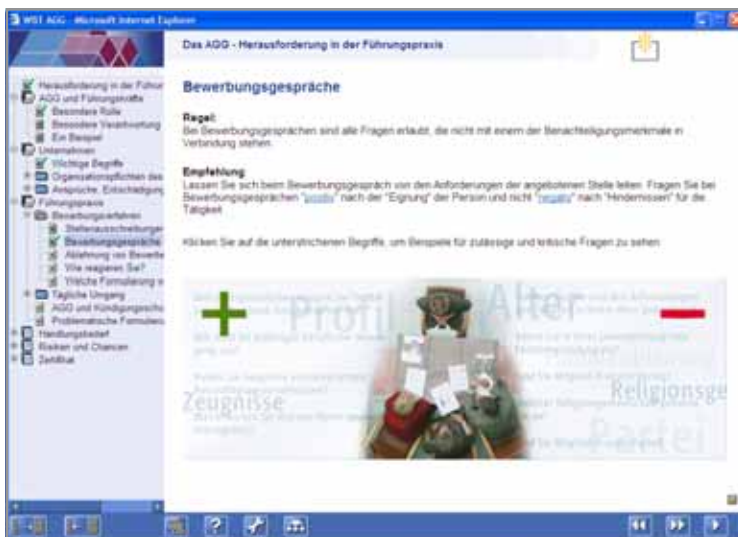 WBT AGG - Microsoft Internet Explorer
Das AGG - Herausforderung in der Führungspraxis
Herausforderung in der Führur
AGG und Führungskräfte
Besondere Rolle
Besondere Verantwortung
Ein Beispiel
Unternehmen
Wichtige Begriffe
Organisationspflichten des
Ansprüche, Entschädigung
Führungspraxis
Bewerbungsverfahren
Stellenausschreibungen
Bewerbungsgespräche
Ablehnung von Bewerbe
Wie reagieren Sie?
Welche Formulierung is
Tägliche Umgang
AGG und Kündigungsschu
Problematische Formulieru
Handlungsbedarf
Risiken und Chancen
Zertifikat
Bewerbungsgespräche
Regel:
Bei Bewerbungsgesprächen sind alle Fragen erlaubt, die nicht mit einem der Benachteiligungsmerkmale in
Verbindung stehen.
Empfehlung:
Lassen Sie sich beim Bewerbungsgespräch von den Anforderungen der angebotenen Stelle leiten. Fragen Sie bei
Bewerbungsgesprächen "positiv" nach der "Eignung" der Person und nicht "negativ" nach "Hindernissen" für die
Tätigkeit.
Klicken Sie auf die unterstrichenen Begriffe, um Beispiele für zulässige und kritische Fragen zu sehen.
+ Profil Alter −
Zeugnisse Religionsge
Partei